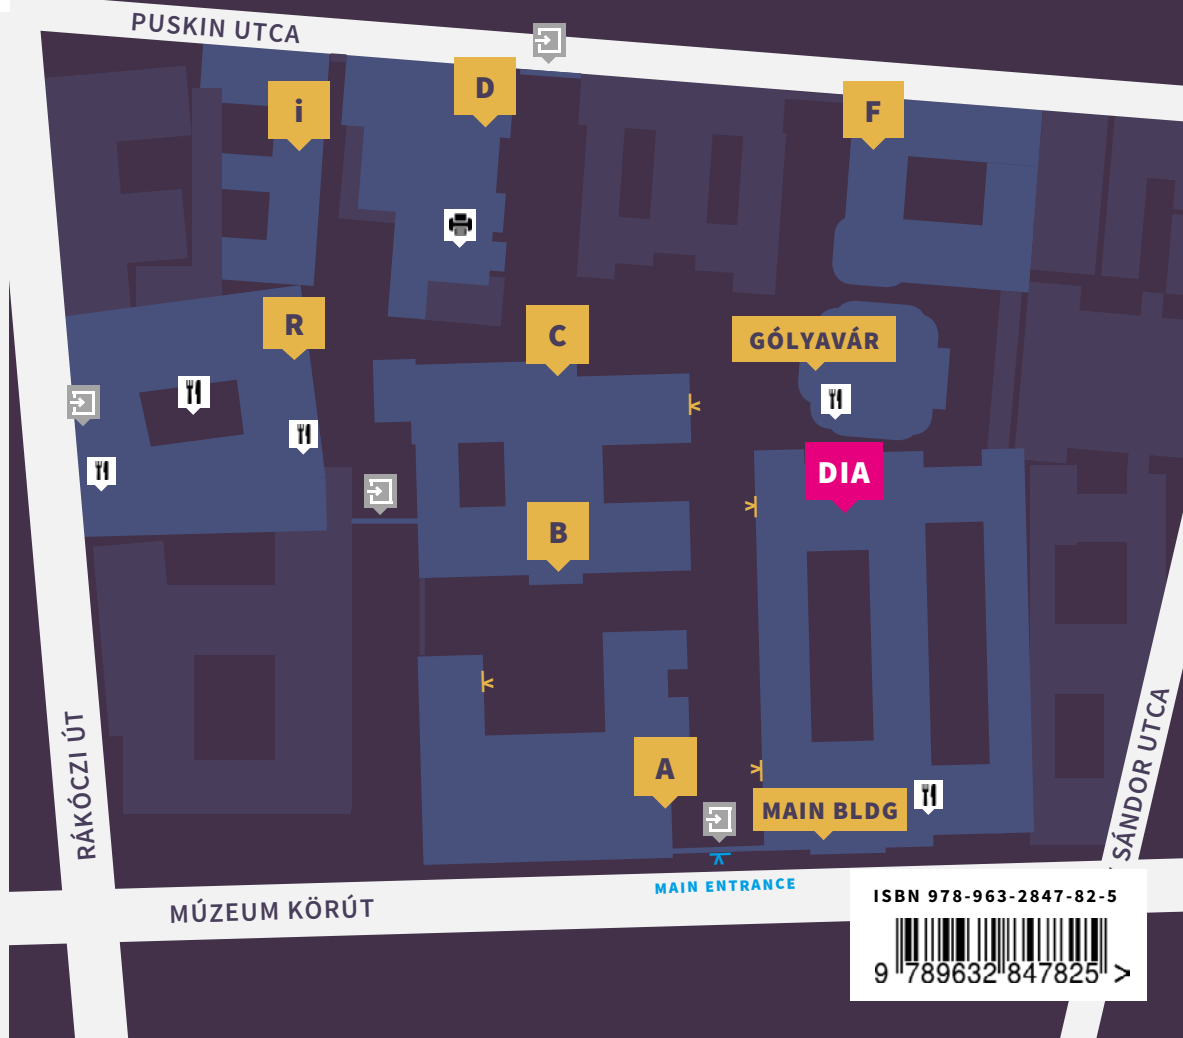 PUSKIN UTCA
D
i
F
R
C
GÓLYAVÁR
DIA
B
A
MAIN BLDG
RÁKÓCZI ÚT
SÁNDOR UTCA
MAIN ENTRANCE
MÚZEUM KÖRÚT
ISBN 978-963-2847-82-5
9 789632 847825 >